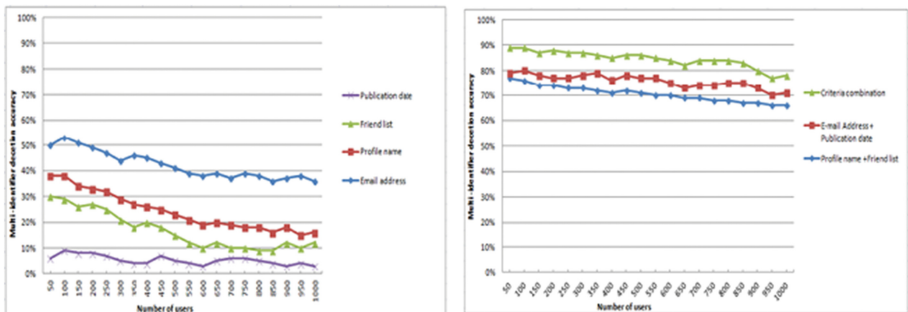 100%
90%
80%
70%
60%
50%
40%
30%
20%
10%
0%
Multi-identifier decetion accuracy
50 100 150 200 250 300 350 400 450 500 550 600 650 700 750 800 850 900 950 1000
Number of users
Publication date
Friend list
Profile name
Email address
100%
90%
80%
70%
60%
50%
40%
30%
20%
10%
0%
Multi-identifier decetion accuracy
50 100 150 200 250 300 350 400 450 500 550 600 650 700 750 800 850 900 950 1000
Number of users
Criteria combination
E-mail Address +
Publication date
Profile name +Friend list